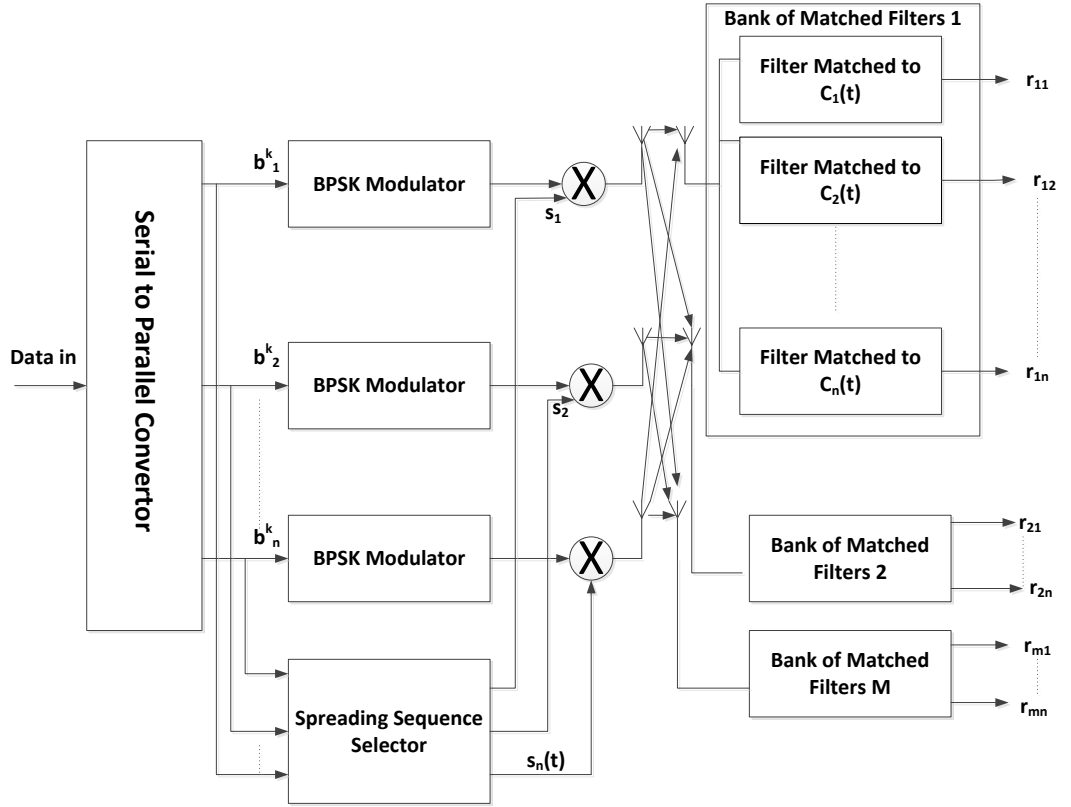 Bank of Matched Filters 1
Filter Matched to
C1(t)
r11
Filter Matched to
C2(t)
r12
Filter Matched to
Cn(t)
r1n
Data in
Serial to Parallel Convertor
b^k_1
BPSK Modulator
s1
X
b^k_2
BPSK Modulator
s2
X
b^k_n
BPSK Modulator
X
Spreading Sequence
Selector
sn(t)
Bank of Matched
Filters 2
r21
r2n
Bank of Matched
Filters M
rm1
rmn